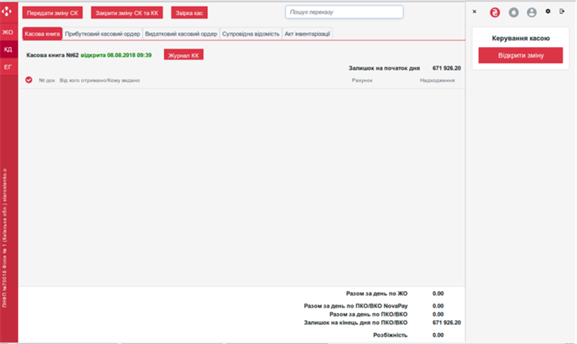 Передати зміну СК Закрити зміну СК та КК Звірка кас Пошук переказу
ЖО
КД
ЕГ
Касова книга Прибутковий касовий ордер Видатковий касовий ордер Супровідна відомість Акт інвентаризації
Касова книга №62 відкрита 08.08.2018 09:39 Журнал КК
Залишок на початок дня 671 926.20
№ док Від кого отримано/Кому видано Рахунок Надходження
Разом за день по ЖО 0.00
Разом за день по ПКО/ВКО NovaPay 0.00
Разом за день по ПКО/ВКО 0.00
Залишок на кінець дня по ПКО/ВКО 671 926.20
Розбіжність 0.00
Керування касою
Відкрити зміну